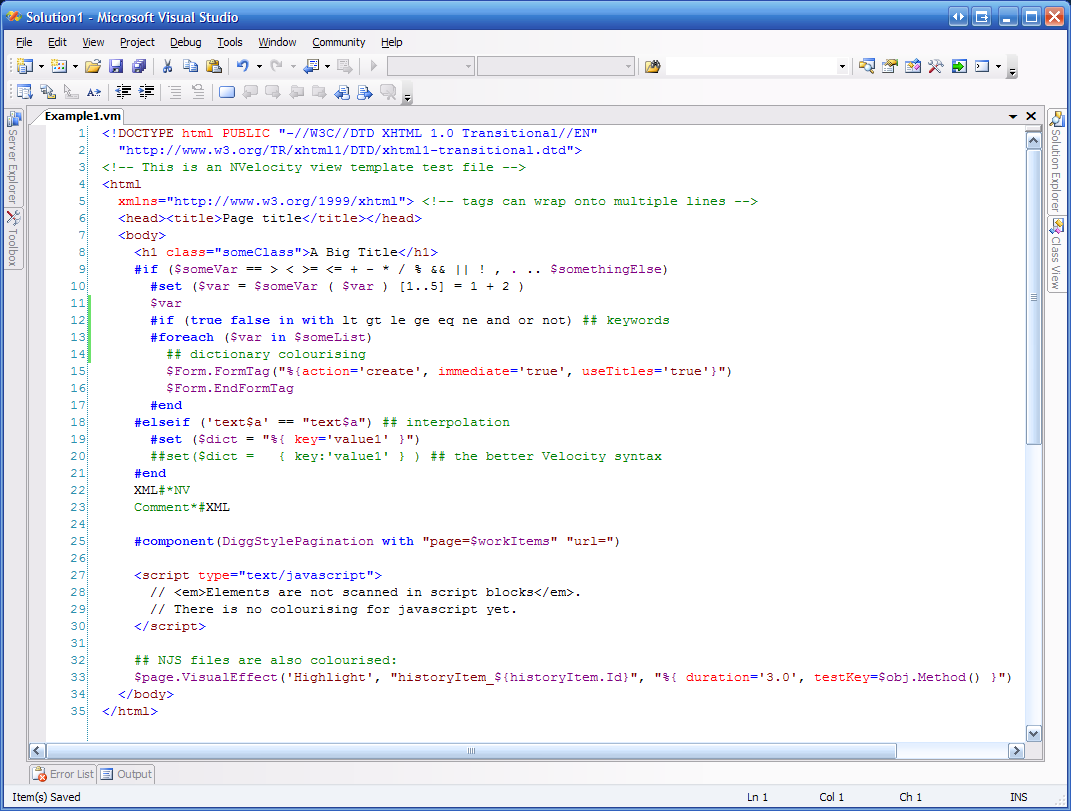 Solution1 - Microsoft Visual Studio
File Edit View Project Debug Tools Window Community Help
Example1.vm
Server Explorer
Toolbox
Solution Explorer
Class View
1 <!DOCTYPE html PUBLIC "-//W3C//DTD XHTML 1.0 Transitional//EN"
2 "http://www.w3.org/TR/xhtml1/DTD/xhtml1-transitional.dtd">
3 <!-- This is an NVelocity view template test file -->
4 <html
5 xmlns="http://www.w3.org/1999/xhtml"> <!-- tags can wrap onto multiple lines -->
6 <head><title>Page title</title></head>
7 <body>
8 <h1 class="someClass">A Big Title</h1>
9 #if ($someVar == > < >= <= + - * / % && || ! , . .. $somethingElse)
10 #set ($var = $someVar ( $var ) [1..5] = 1 + 2 )
11 $var
12 #if (true false in with lt gt le ge eq ne and or not) ## keywords
13 #foreach ($var in $someList)
14 ## dictionary colourising
15 $Form.FormTag("%{action='create', immediate='true', useTitles='true'}")
16 $Form.EndFormTag
17 #end
18 #elseif ('text$a' == "text$a") ## interpolation
19 #set ($dict = "%{ key='value1' }")
20 ##set($dict =   { key:'value1' } ) ## the better Velocity syntax
21 #end
22 XML#*NV
23 Comment*#XML
24
25 #component(DiggStylePagination with "page=$workItems" "url=")
26
27 <script type="text/javascript">
28 // <em>Elements are not scanned in script blocks</em>.
29 // There is no colourising for javascript yet.
30 </script>
31
32 ## NJS files are also colourised:
33 $page.VisualEffect('Highlight', "historyItem_${historyItem.Id}", "%{ duration='3.0', testKey=$obj.Method() }")
34 </body>
35 </html>
Error List Output
Item(s) Saved Ln 1 Col 1 Ch 1 INS